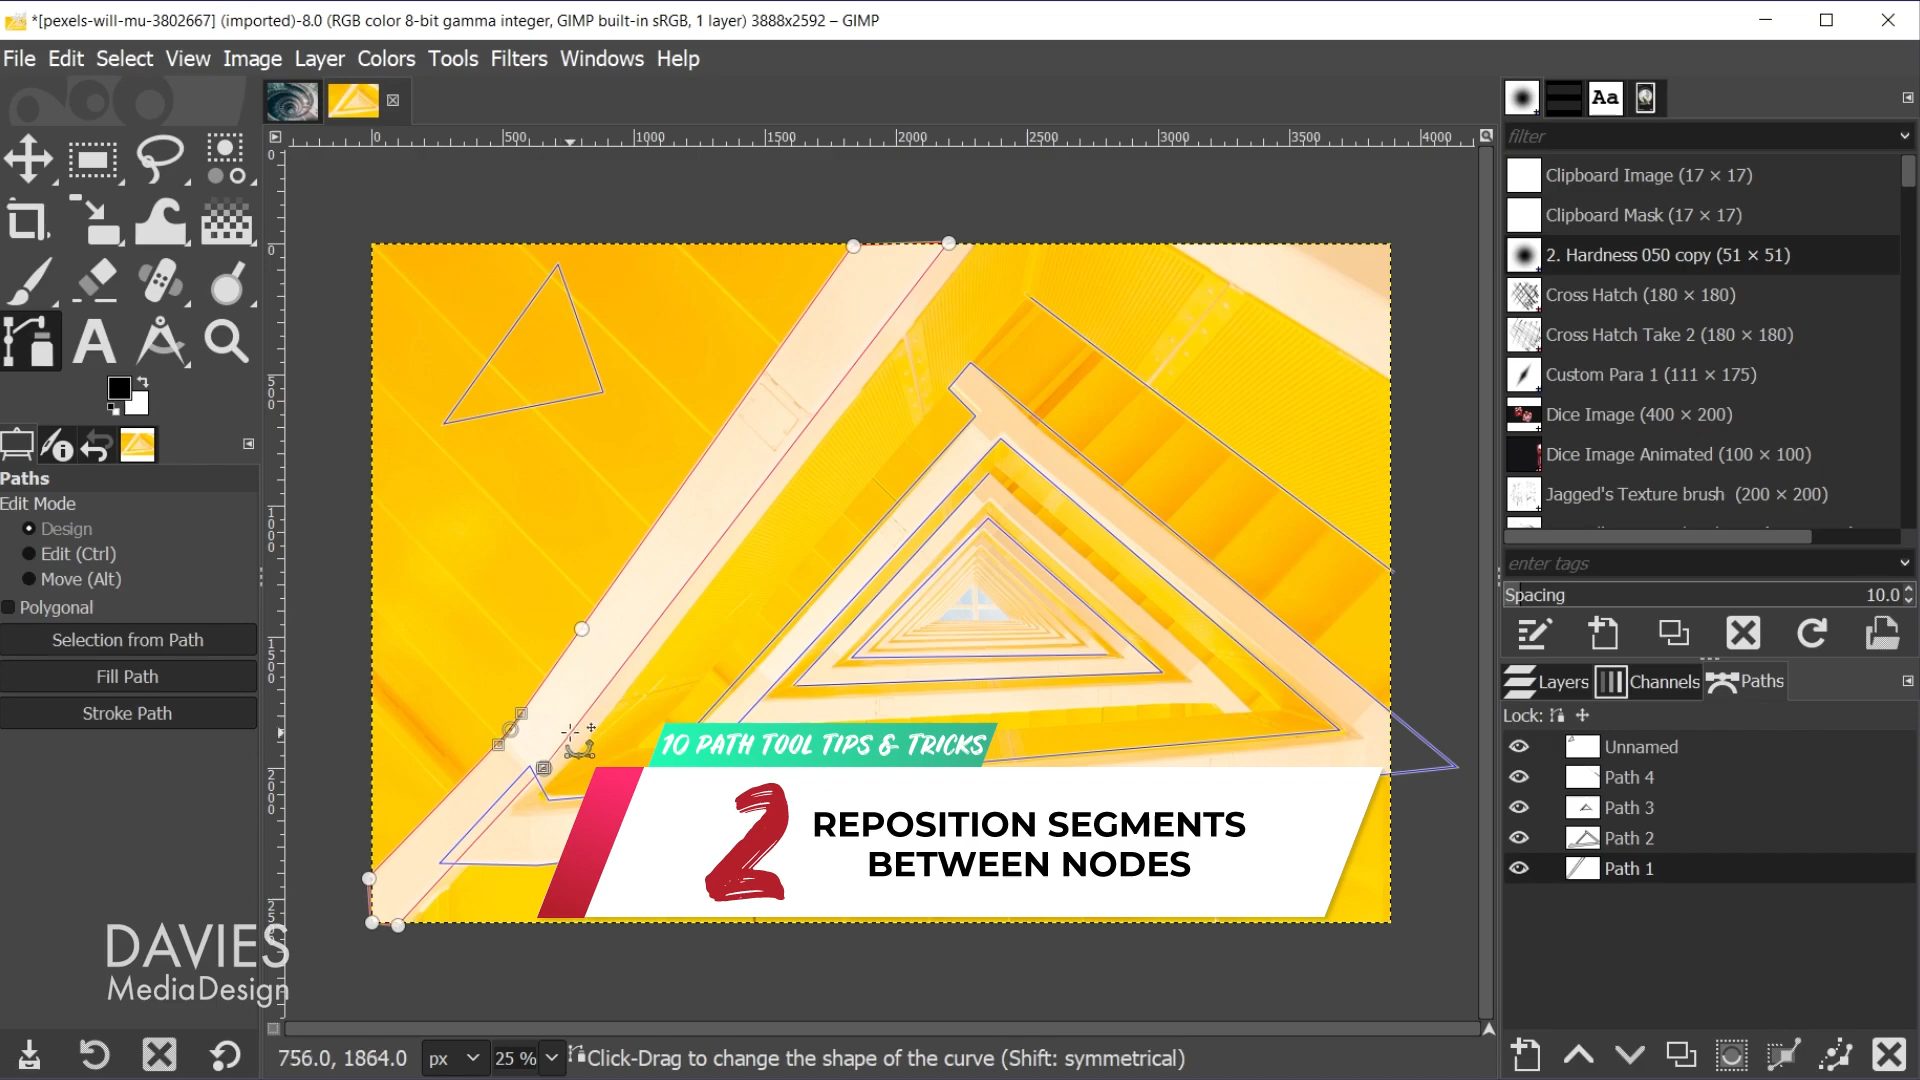 *[pexels-will-mu-3802667] (imported)-8.0 (RGB color 8-bit gamma integer, GIMP built-in sRGB, 1 layer) 3888x2592 – GIMP
File Edit Select View Image Layer Colors Tools Filters Windows Help
0 500 1000 1500 2000 2500 3000 3500 4000
Aa
filter
Clipboard Image (17 × 17)
Clipboard Mask (17 × 17)
2. Hardness 050 copy (51 × 51)
Cross Hatch (180 × 180)
Cross Hatch Take 2 (180 × 180)
Custom Para 1 (111 × 175)
Dice Image (400 × 200)
Dice Image Animated (100 × 100)
Jagged's Texture brush (200 × 200)
enter tags
Spacing 10.0
Layers Channels Paths
Lock:
Unnamed
Path 4
Path 3
Path 2
Path 1
Paths
Edit Mode
Design
Edit (Ctrl)
Move (Alt)
Polygonal
Selection from Path
Fill Path
Stroke Path
0
0
500
1000
1500
2000
10 PATH TOOL TIPS & TRICKS
2 REPOSITION SEGMENTS
BETWEEN NODES
DAVIES
MediaDesign
756.0, 1864.0 px 25 % Click-Drag to change the shape of the curve (Shift: symmetrical)